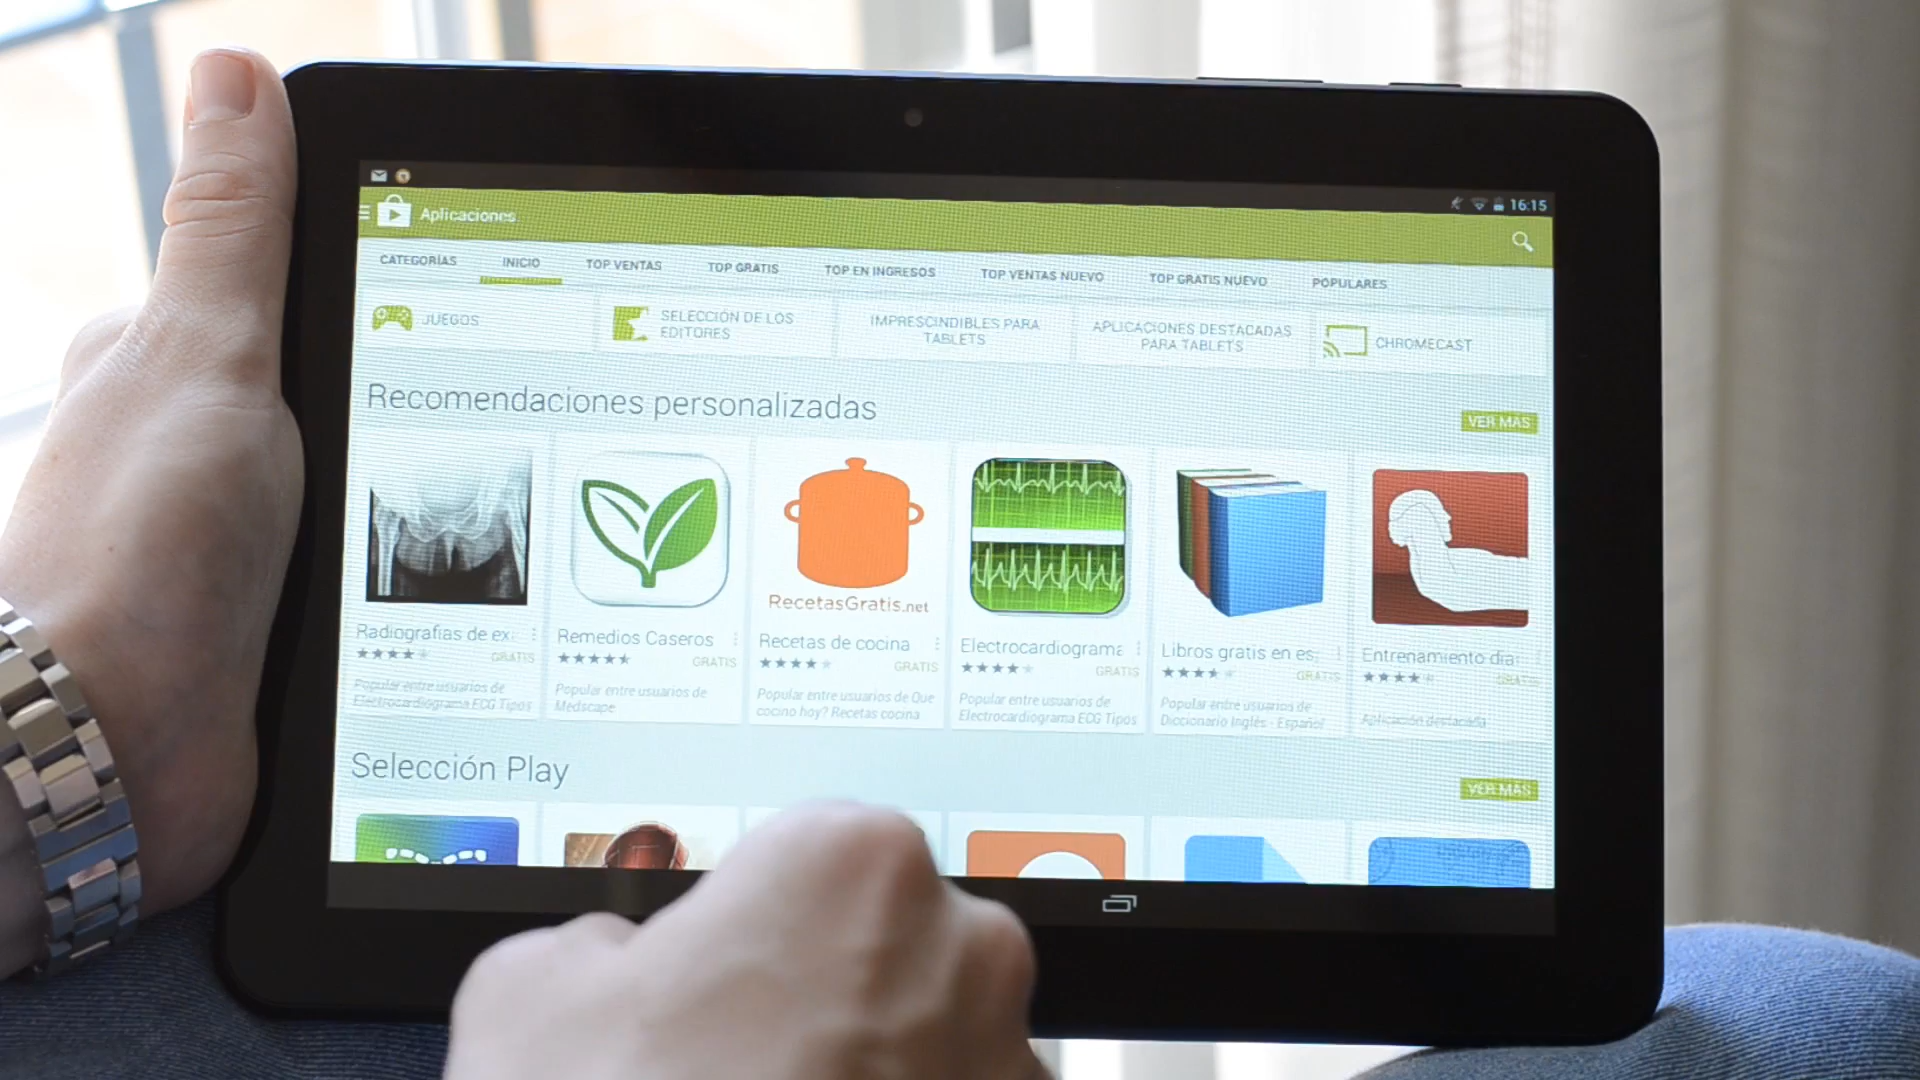 16:15
Aplicaciones
CATEGORÍAS
INICIO
TOP VENTAS
TOP GRATIS
TOP EN INGRESOS
TOP VENTAS NUEVO
TOP GRATIS NUEVO
POPULARES
JUEGOS
SELECCIÓN DE LOS
EDITORES
IMPRESCINDIBLES PARA
TABLETS
APLICACIONES DESTACADAS
PARA TABLETS
CHROMECAST
Recomendaciones personalizadas
VER MÁS
RecetasGratis.net
Radiografias de ex
GRATIS
Popular entre usuarios de
Electrocardiograma ECG Tipos
Remedios Caseros
GRATIS
Popular entre usuarios de
Medscape
Recetas de cocina
GRATIS
Popular entre usuarios de Que
cocino hoy? Recetas cocina
Electrocardiograma
GRATIS
Popular entre usuarios de
Electrocardiograma ECG Tipos
Libros gratis en es
GRATIS
Popular entre usuarios de
Diccionario Inglés - Español
Entrenamiento dia
GRATIS
Aplicación destacada
Selección Play
VER MÁS